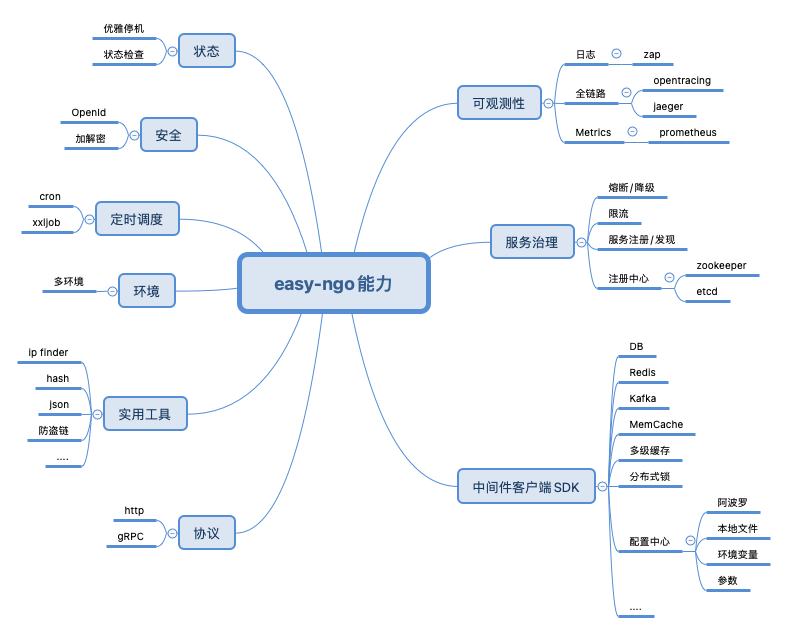 easy-ngo能力
状态
优雅停机
状态检查
安全
OpenId
加解密
定时调度
cron
xxljob
环境
多环境
实用工具
ip finder
hash
json
防盗链
....
协议
http
gRPC
可观测性
日志
zap
全链路
opentracing
jaeger
Metrics
prometheus
服务治理
熔断/降级
限流
服务注册/发现
注册中心
zookeeper
etcd
中间件客户端SDK
DB
Redis
Kafka
MemCache
多级缓存
分布式锁
配置中心
阿波罗
本地文件
环境变量
参数
....